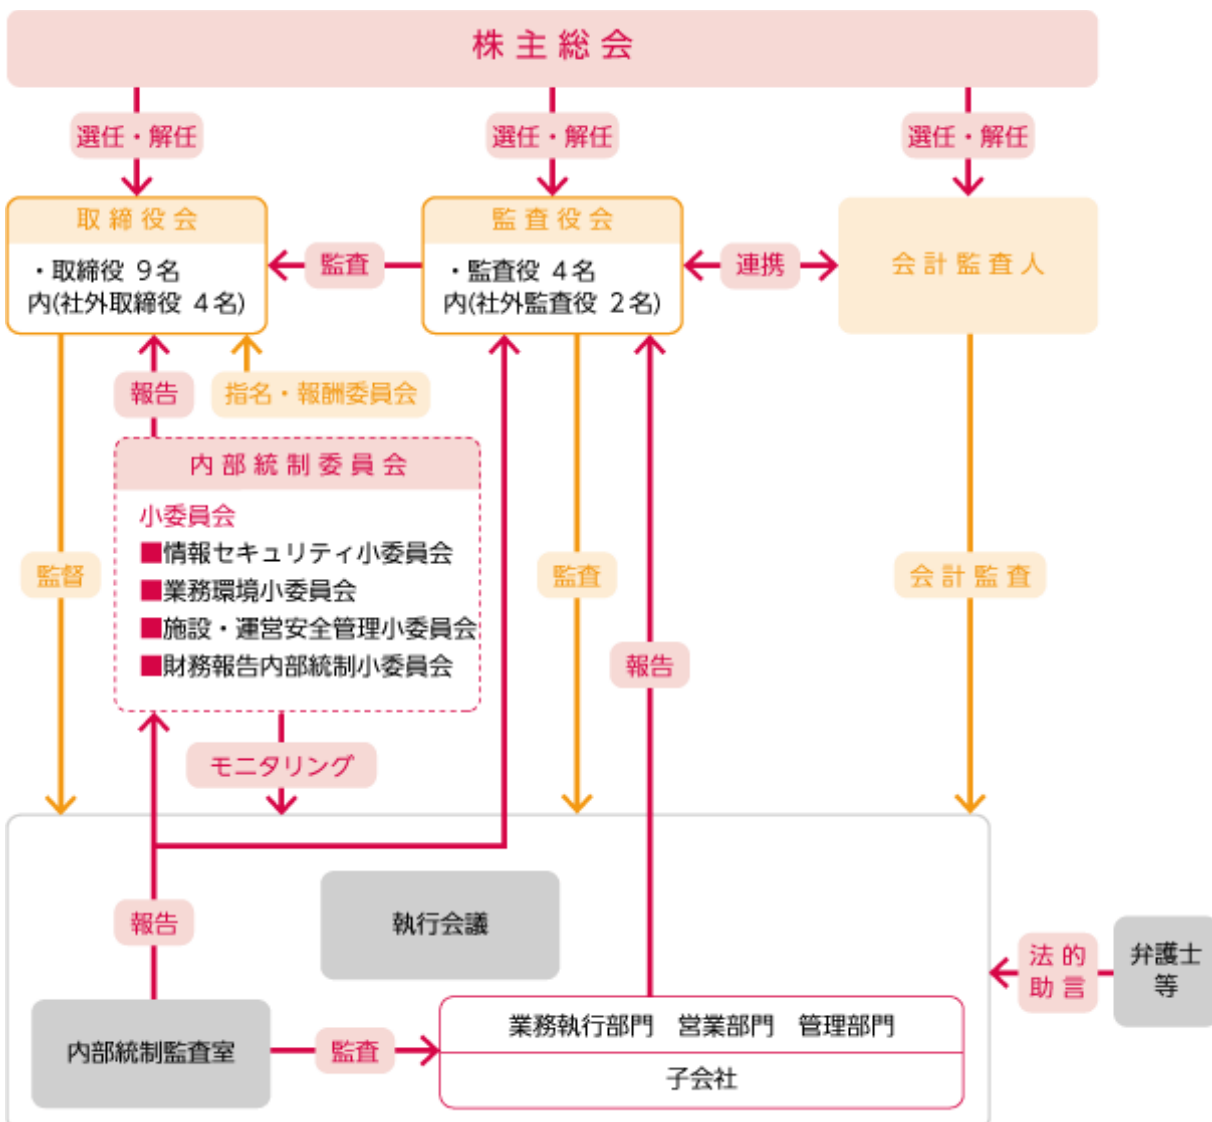 株主総会
選任・解任
選任・解任
選任・解任
取締役会
・取締役 9名
内(社外取締役 4名)
監査
監査役会
・監査役 4名
内(社外監査役 2名)
連携
会計監査人
報告
指名・報酬委員会
内部統制委員会
小委員会
■情報セキュリティ小委員会
■業務環境小委員会
■施設・運営安全管理小委員会
■財務報告内部統制小委員会
監督
監査
会計監査
報告
モニタリング
報告
執行会議
法的
助言
弁護士
等
内部統制監査室
監査
業務執行部門 営業部門 管理部門
子会社